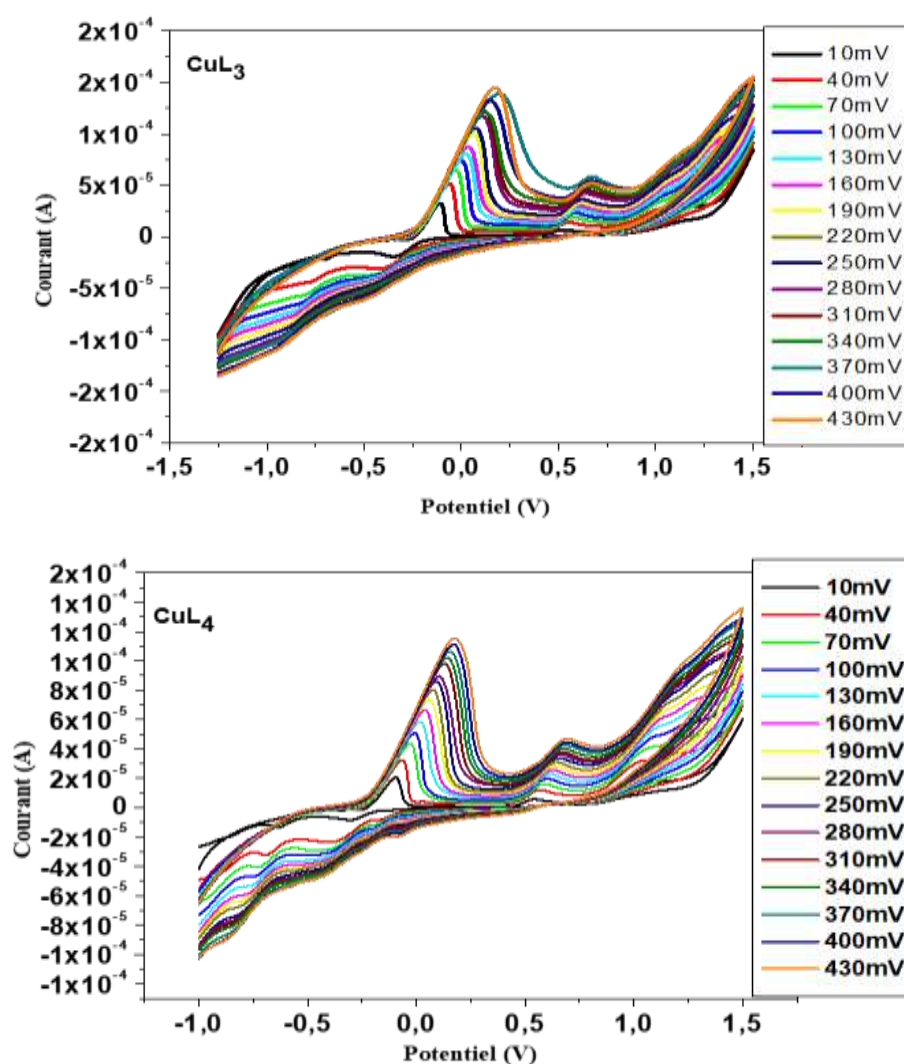 CuL3
2x10-4
2x10-4
1x10-4
5x10-5
0
-5x10-5
-1x10-4
-2x10-4
-2x10-4
Courant (A)
-1,5 -1,0 -0,5 0,0 0,5 1,0 1,5
Potentiel (V)
10mV
40mV
70mV
100mV
130mV
160mV
190mV
220mV
250mV
280mV
310mV
340mV
370mV
400mV
430mV
CuL4
2x10-4
1x10-4
1x10-4
1x10-4
8x10-5
6x10-5
4x10-5
2x10-5
0
-2x10-5
-4x10-5
-6x10-5
-8x10-5
-1x10-4
-1x10-4
Courant (A)
-1,0 -0,5 0,0 0,5 1,0 1,5
Potentiel (V)
10mV
40mV
70mV
100mV
130mV
160mV
190mV
220mV
250mV
280mV
310mV
340mV
370mV
400mV
430mV